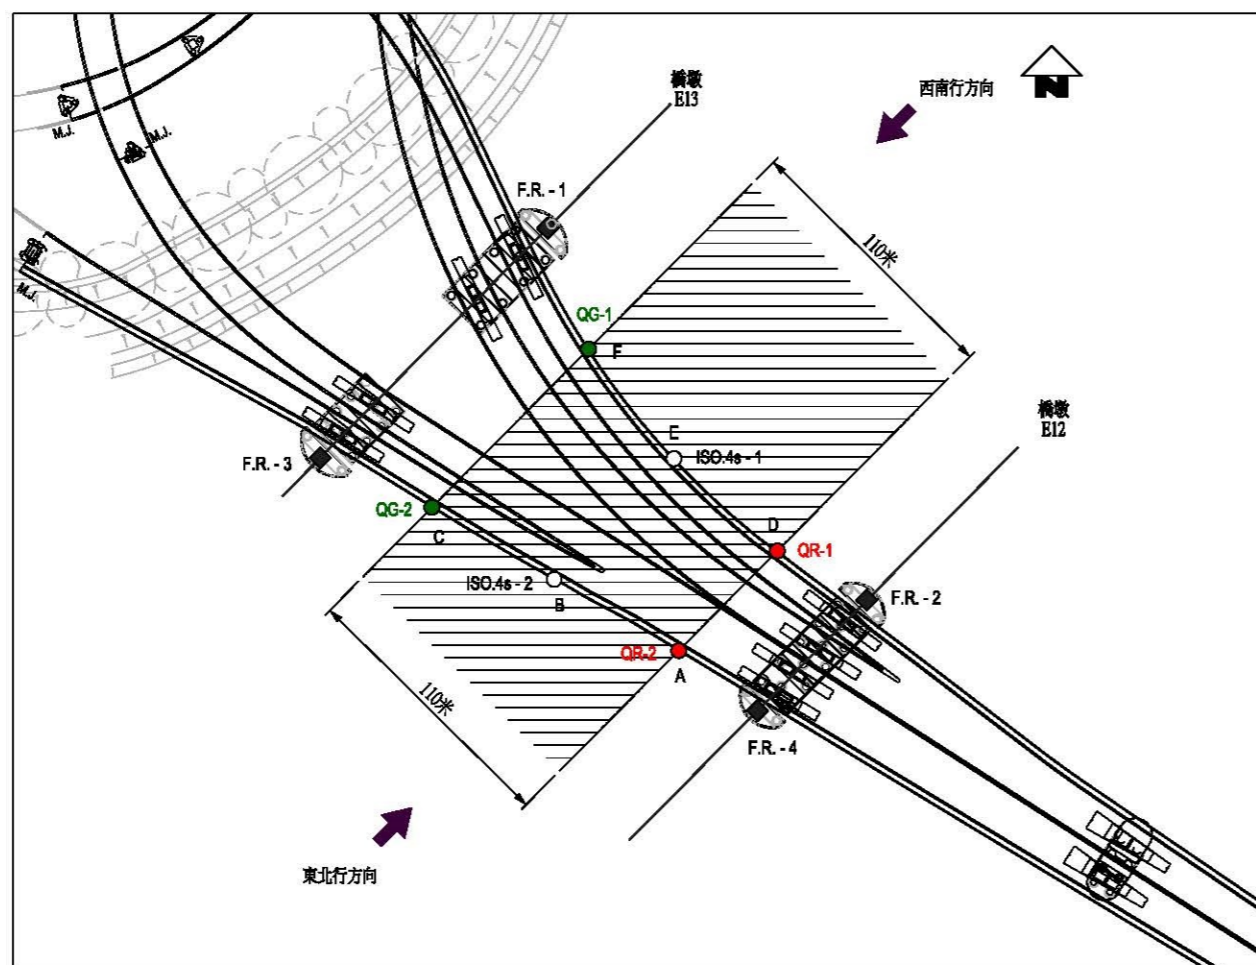 橋墩
E13
西南行方向
N
M.J.
M.J.
F.R. - 1
110米
M.J.
QG-1
F
橋墩
E12
E
ISO.4s - 1
F.R. - 3
QG-2
C
D
QR-1
ISO.4s - 2
B
F.R. - 2
QR-2
A
110米
F.R. - 4
東北行方向